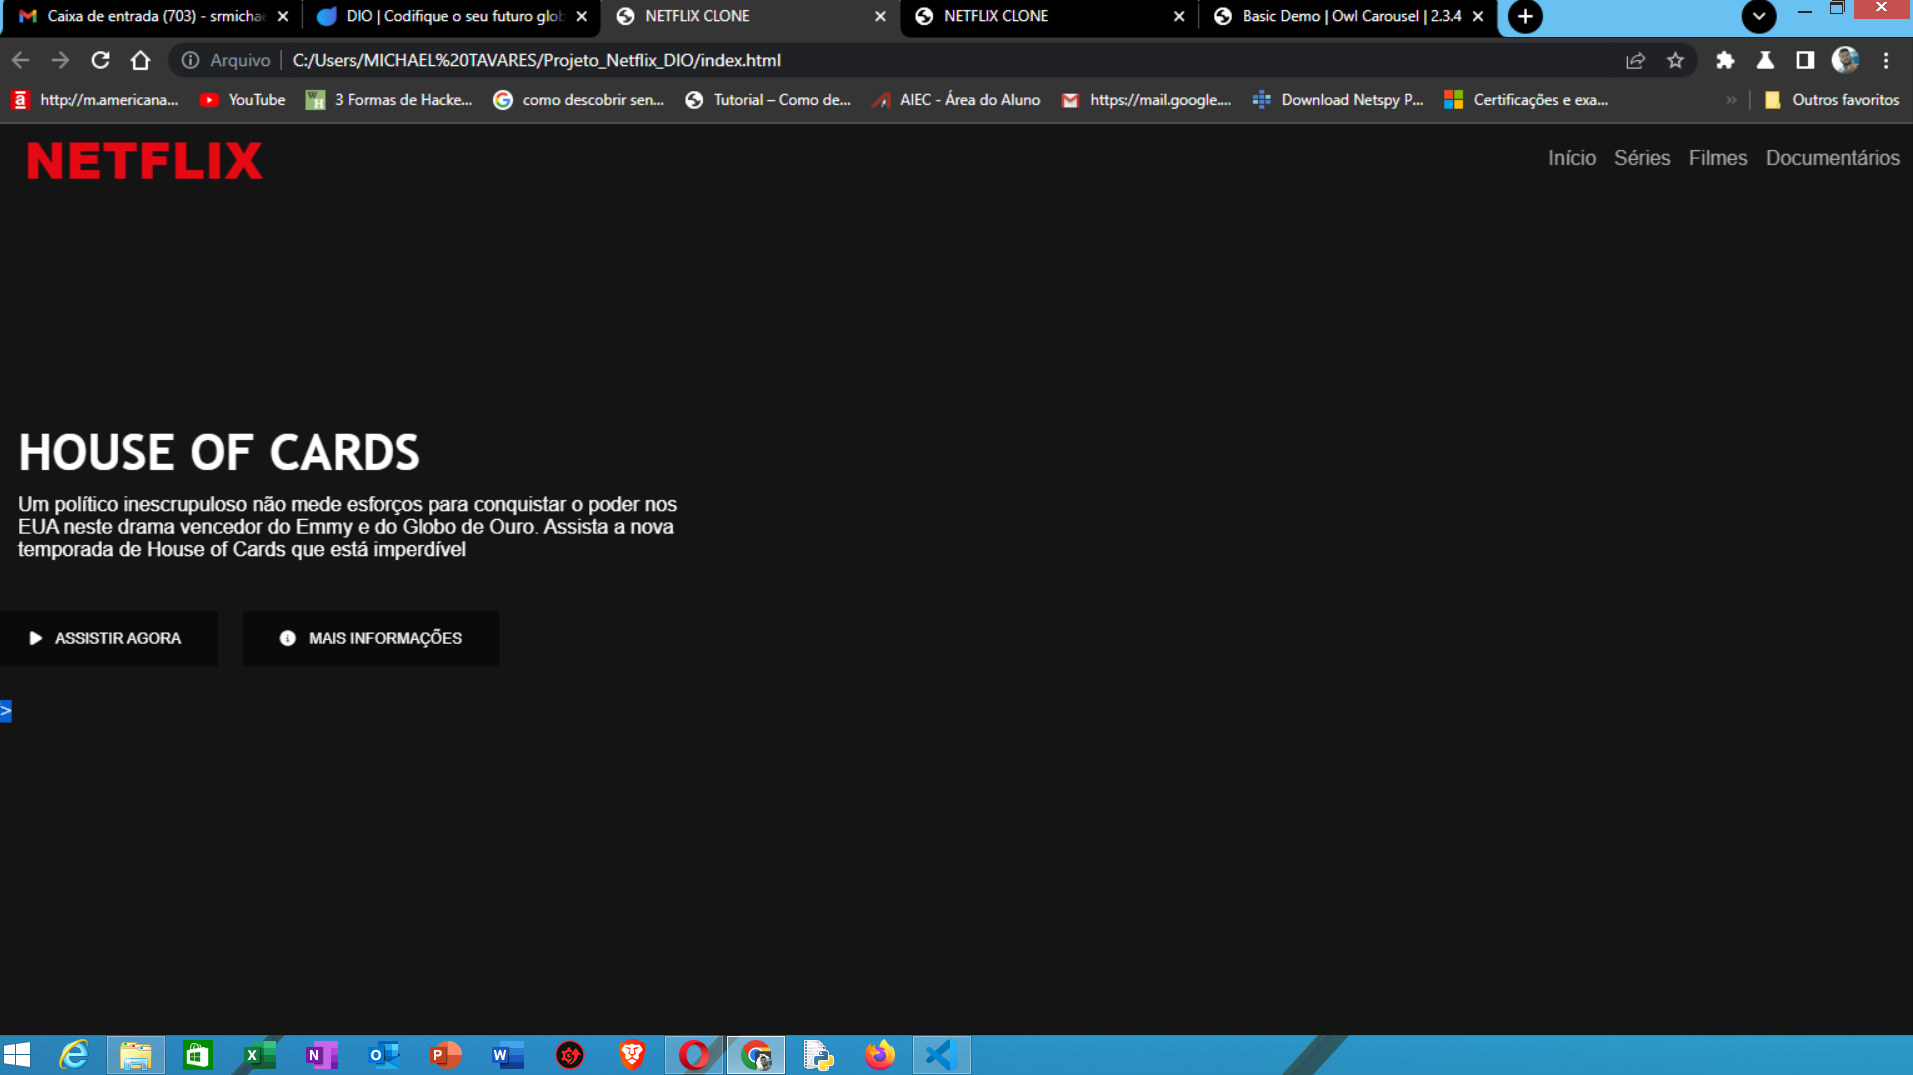 Caixa de entrada (703) - srmichae
DIO | Codifique o seu futuro glob
NETFLIX CLONE
NETFLIX CLONE
Basic Demo | Owl Carousel | 2.3.4
Arquivo
C:/Users/MICHAEL%20TAVARES/Projeto_Netflix_DIO/index.html
http://m.americana...
YouTube
3 Formas de Hacke...
como descobrir sen...
Tutorial – Como de...
AIEC - Área do Aluno
https://mail.google....
Download Netspy P...
Certificações e exa...
»
Outros favoritos
NETFLIX
Início
Séries
Filmes
Documentários
HOUSE OF CARDS
Um político inescrupuloso não mede esforços para conquistar o poder nos
EUA neste drama vencedor do Emmy e do Globo de Ouro. Assista a nova
temporada de House of Cards que está imperdível
ASSISTIR AGORA
MAIS INFORMAÇÕES
>